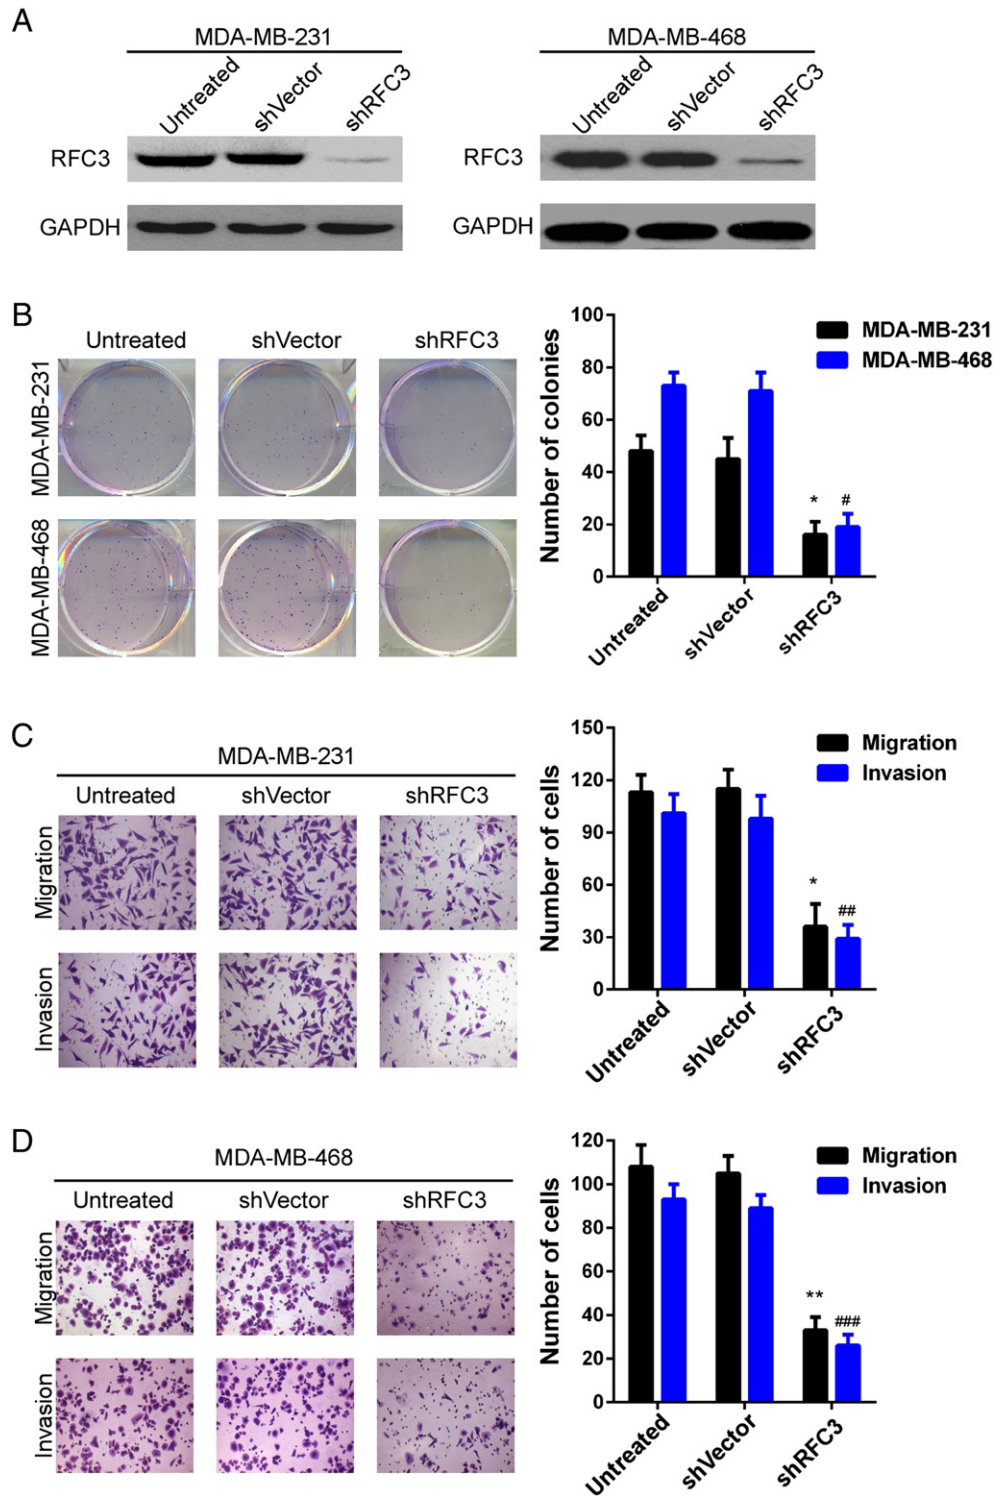 A
MDA-MB-231
MDA-MB-468
Untreated
shVector
shRFC3
Untreated
shVector
shRFC3
RFC3
RFC3
GAPDH
GAPDH
B
Untreated
shVector
shRFC3
MDA-MB-231
MDA-MB-468
Number of colonies
100
80
60
40
20
0
MDA-MB-231
MDA-MB-468
*
#
Untreated
shVector
shRFC3
C
MDA-MB-231
Untreated
shVector
shRFC3
Migration
Invasion
Number of cells
150
120
90
60
30
0
Migration
Invasion
*
##
Untreated
shVector
shRFC3
D
MDA-MB-468
Untreated
shVector
shRFC3
Migration
Invasion
Number of cells
120
100
80
60
40
20
0
Migration
Invasion
**
###
Untreated
shVector
shRFC3